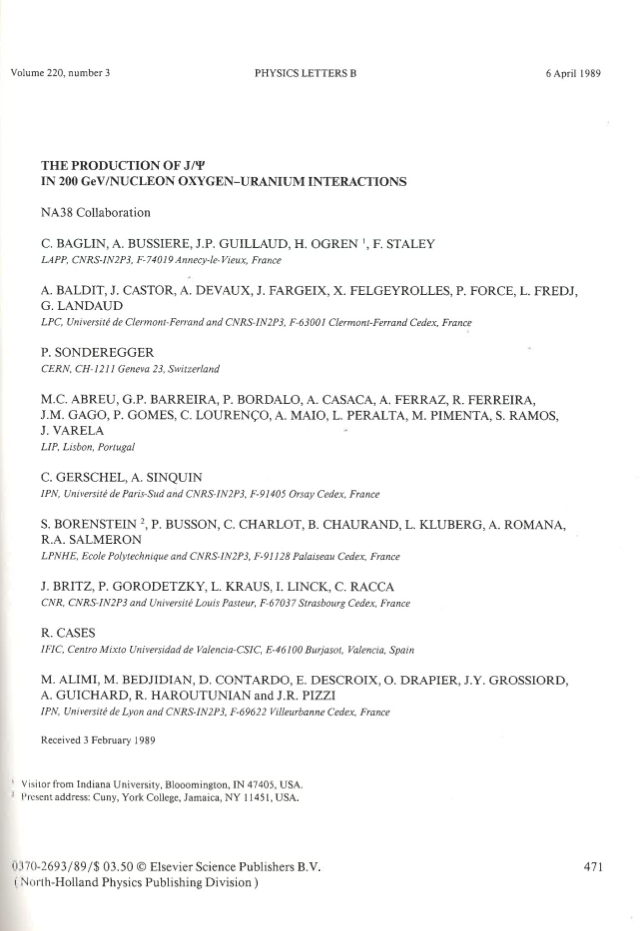 Volume 220, number 3 PHYSICS LETTERS B 6 April 1989
THE PRODUCTION OF J/Ψ
IN 200 GeV/NUCLEON OXYGEN–URANIUM INTERACTIONS
NA38 Collaboration
C. BAGLIN, A. BUSSIERE, J.P. GUILLAUD, H. OGREN ¹, F. STALEY
LAPP, CNRS-IN2P3, F-74019 Annecy-le-Vieux, France
A. BALDIT, J. CASTOR, A. DEVAUX, J. FARGEIX, X. FELGEYROLLES, P. FORCE, L. FREDJ,
G. LANDAUD
LPC, Université de Clermont-Ferrand and CNRS-IN2P3, F-63001 Clermont-Ferrand Cedex, France
P. SONDEREGGER
CERN, CH-1211 Geneva 23, Switzerland
M.C. ABREU, G.P. BARREIRA, P. BORDALO, A. CASACA, A. FERRAZ, R. FERREIRA,
J.M. GAGO, P. GOMES, C. LOURENÇO, A. MAIO, L. PERALTA, M. PIMENTA, S. RAMOS,
J. VARELA
LIP, Lisbon, Portugal
C. GERSCHEL, A. SINQUIN
IPN, Université de Paris-Sud and CNRS-IN2P3, F-91405 Orsay Cedex, France
S. BORENSTEIN ², P. BUSSON, C. CHARLOT, B. CHAURAND, L. KLUBERG, A. ROMANA,
R.A. SALMERON
LPNHE, Ecole Polytechnique and CNRS-IN2P3, F-91128 Palaiseau Cedex, France
J. BRITZ, P. GORODETZKY, L. KRAUS, I. LINCK, C. RACCA
CNR, CNRS-IN2P3 and Université Louis Pasteur, F-67037 Strasbourg Cedex, France
R. CASES
IFIC, Centro Mixto Universidad de Valencia-CSIC, E-46100 Burjasot, Valencia, Spain
M. ALIMI, M. BEDJIDIAN, D. CONTARDO, E. DESCROIX, O. DRAPIER, J.Y. GROSSIORD,
A. GUICHARD, R. HAROUTUNIAN and J.R. PIZZI
IPN, Université de Lyon and CNRS-IN2P3, F-69622 Villeurbanne Cedex, France
Received 3 February 1989
¹ Visitor from Indiana University, Blooomington, IN 47405, USA.
² Present address: Cuny, York College, Jamaica, NY 11451, USA.
0370-2693/89/$ 03.50 © Elsevier Science Publishers B.V. 471
( North-Holland Physics Publishing Division )